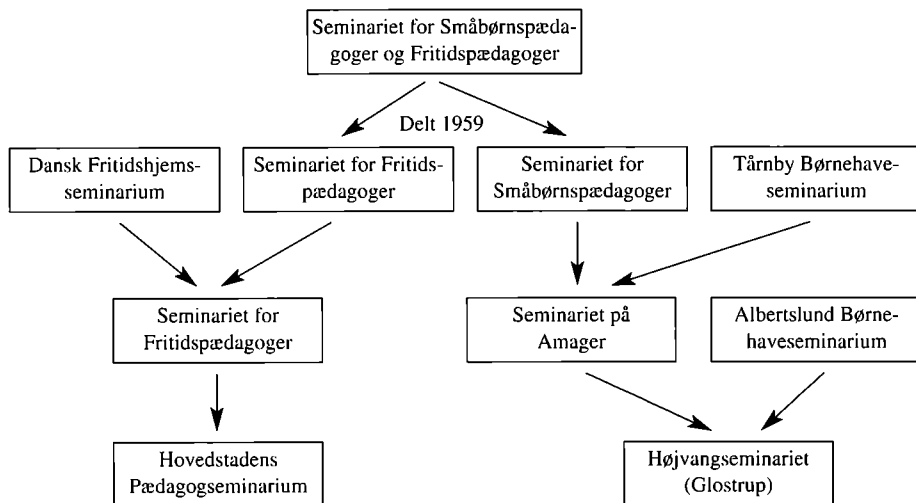 Seminariet for Småbørnspæda-
goger og Fritidspædagoger
Delt 1959
Dansk Fritidshjems-
seminarium
Seminariet for Fritids-
pædagoger
Seminariet for
Småbørnspædagoger
Tårnby Børnehave-
seminarium
Seminariet for
Fritidspædagoger
Seminariet på
Amager
Albertslund Børne-
haveseminarium
Hovedstadens
Pædagogseminarium
Højvangseminariet
(Glostrup)